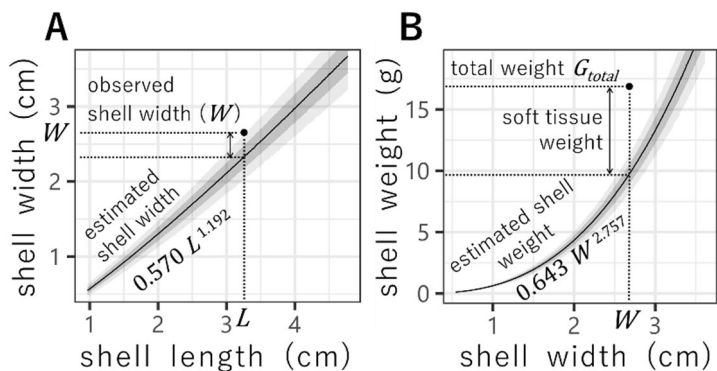 A
shell width (cm)
3
2
1
W
observed
shell width (W)
estimated
shell width
0.570 L^1.192
1
2
3
L
4
shell length (cm)
B
shell weight (g)
15
10
5
0
total weight G_total
soft tissue
weight
estimated shell
weight
0.643 W^2.757
1
2
W
3
shell width (cm)